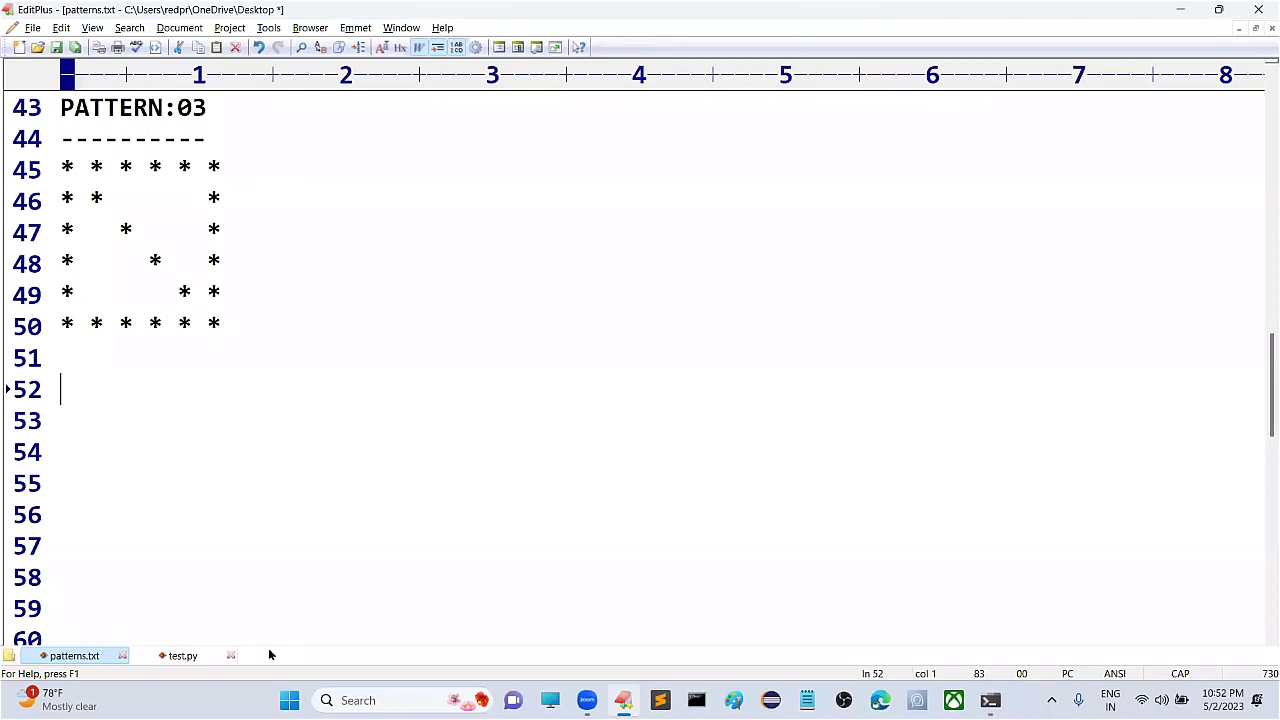 EditPlus - [patterns.txt - C:\Users\redpr\OneDrive\Desktop *]
File Edit View Search Document Project Tools Browser Emmet Window Help
1 2 3 4 5 6 7 8
43 PATTERN:03
44 ----------
45 * * * * * *
46 * *       *
47 *   *     *
48 *     *   *
49 *       * *
50 * * * * * *
51
52
53
54
55
56
57
58
59
60
patterns.txt test.py
For Help, press F1 ln 52 col 1 83 00 PC ANSI CAP 730
1 78°F Mostly clear Search zoom ENG IN 10:52 PM 5/2/2023